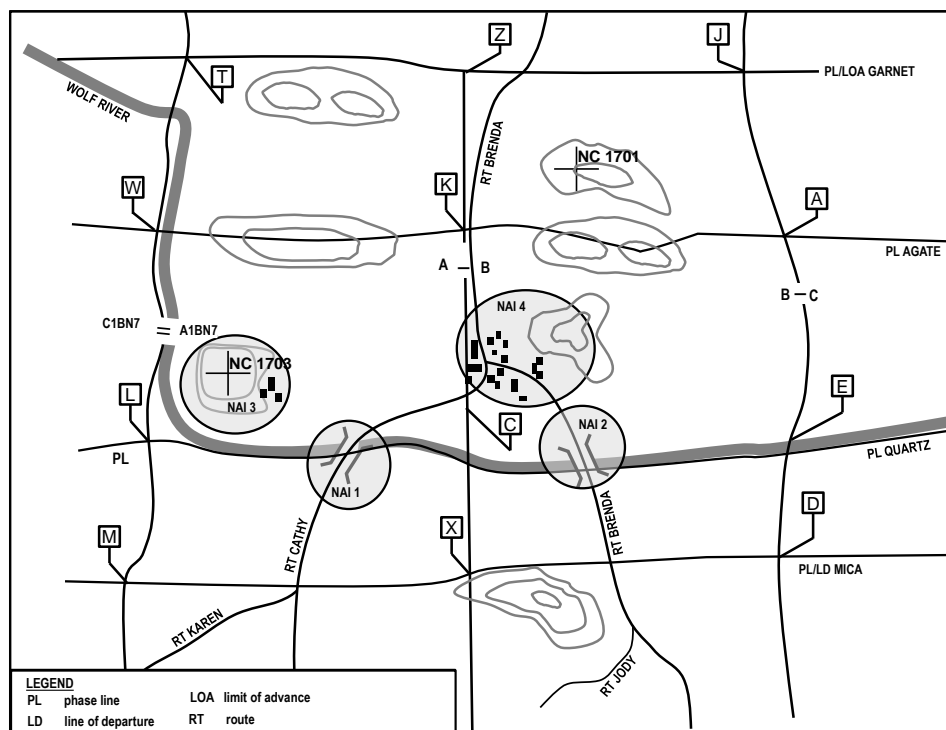 Z
J
T
PL/LOA GARNET
WOLF RIVER
RT BRENDA
NC 1701
W
K
A
PL AGATE
A – B
B – C
NAI 4
C1BN7 = A1BN7
NC 1703
NAI 3
L
C
E
NAI 2
PL
PL QUARTZ
NAI 1
RT CATHY
RT BRENDA
M
X
D
PL/LD MICA
RT KAREN
RT JODY
LEGEND
PL phase line LOA limit of advance
LD line of departure RT route